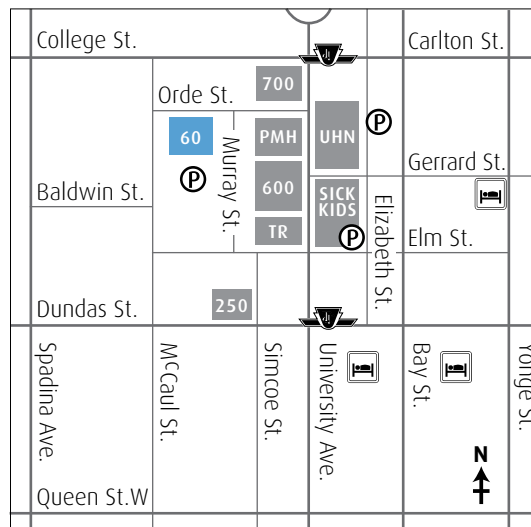 College St.
Carlton St.
Orde St.
700
60
PMH
UHN
P
Murray St.
Gerrard St.
P
600
SICK
KIDS
Baldwin St.
Elizabeth St.
TR
P
Elm St.
Dundas St.
250
Spadina Ave.
McCaul St.
Simcoe St.
University Ave.
Bay St.
Yonge St.
N
Queen St.W